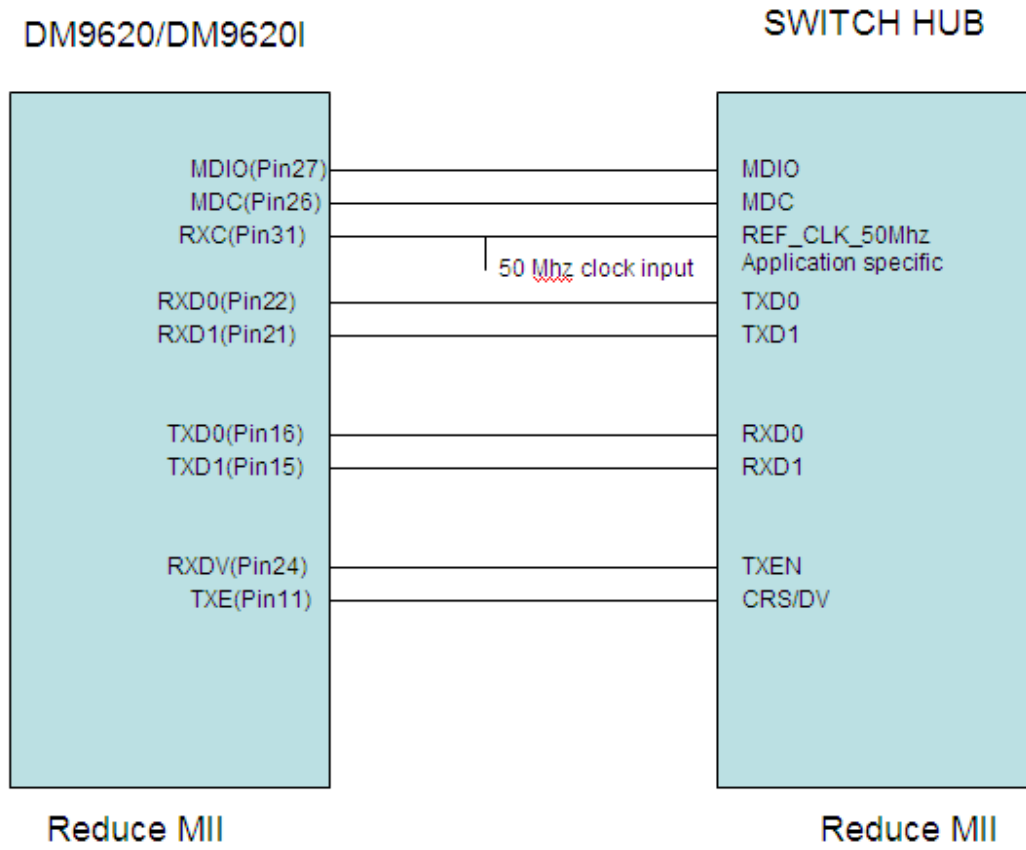 DM9620/DM9620I
SWITCH HUB
MDIO(Pin27)
MDC(Pin26)
RXC(Pin31)
RXD0(Pin22)
RXD1(Pin21)
TXD0(Pin16)
TXD1(Pin15)
RXDV(Pin24)
TXE(Pin11)
50 Mhz clock input
MDIO
MDC
REF_CLK_50Mhz
Application specific
TXD0
TXD1
RXD0
RXD1
TXEN
CRS/DV
Reduce MII
Reduce MII